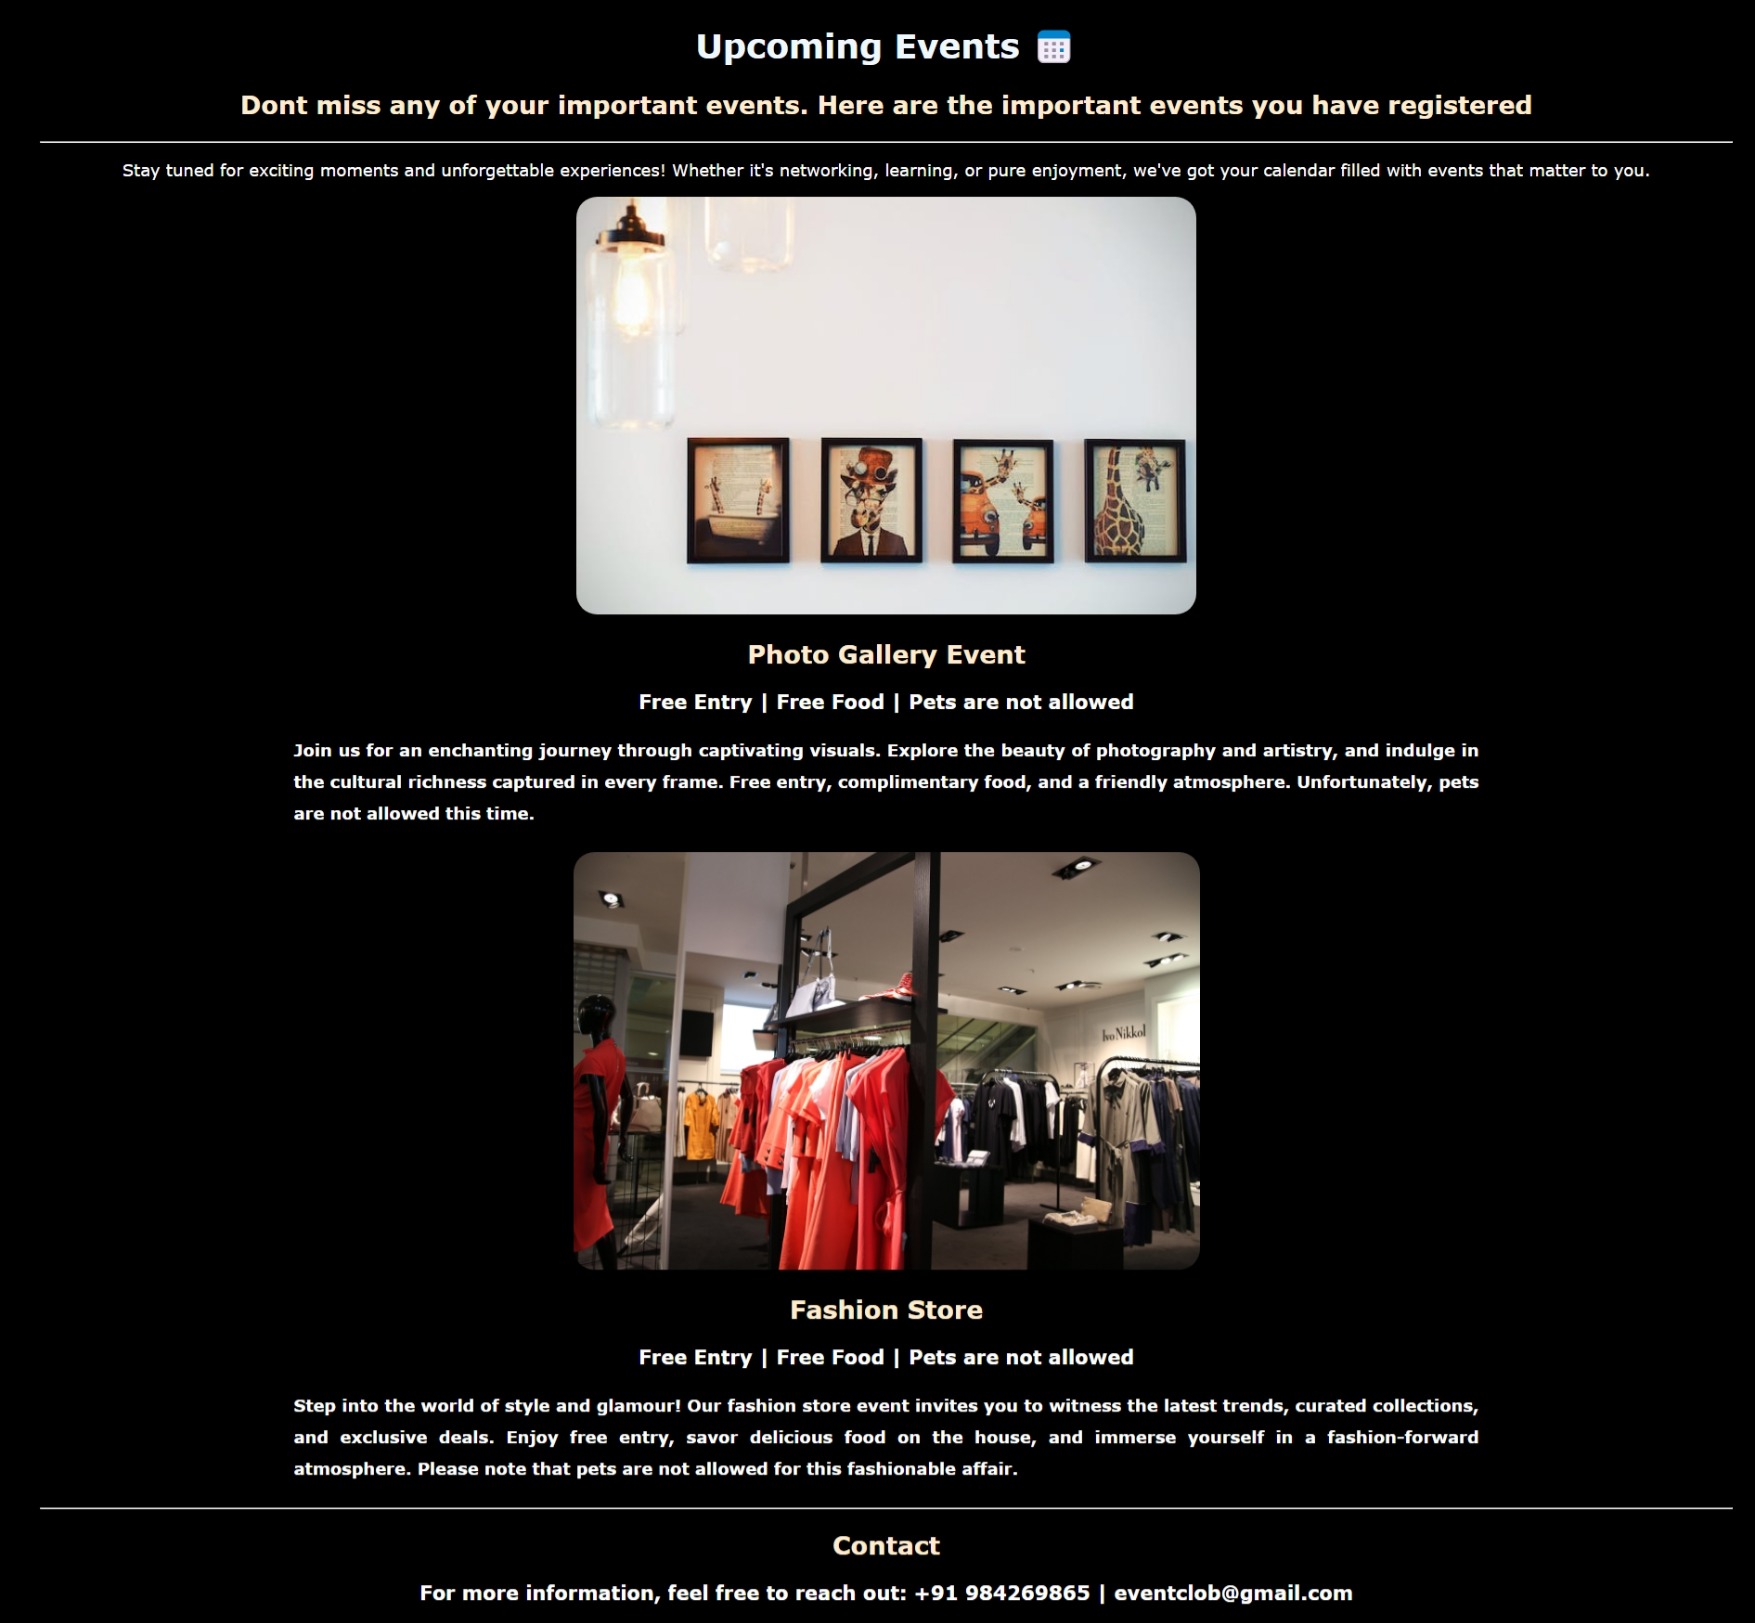 Upcoming Events
Dont miss any of your important events. Here are the important events you have registered
Stay tuned for exciting moments and unforgettable experiences! Whether it's networking, learning, or pure enjoyment, we've got your calendar filled with events that matter to you.
Photo Gallery Event
Free Entry | Free Food | Pets are not allowed
Join us for an enchanting journey through captivating visuals. Explore the beauty of photography and artistry, and indulge in
the cultural richness captured in every frame. Free entry, complimentary food, and a friendly atmosphere. Unfortunately, pets
are not allowed this time.
Ivo Nikkol
Fashion Store
Free Entry | Free Food | Pets are not allowed
Step into the world of style and glamour! Our fashion store event invites you to witness the latest trends, curated collections,
and exclusive deals. Enjoy free entry, savor delicious food on the house, and immerse yourself in a fashion-forward
atmosphere. Please note that pets are not allowed for this fashionable affair.
Contact
For more information, feel free to reach out: +91 984269865 | eventclob@gmail.com